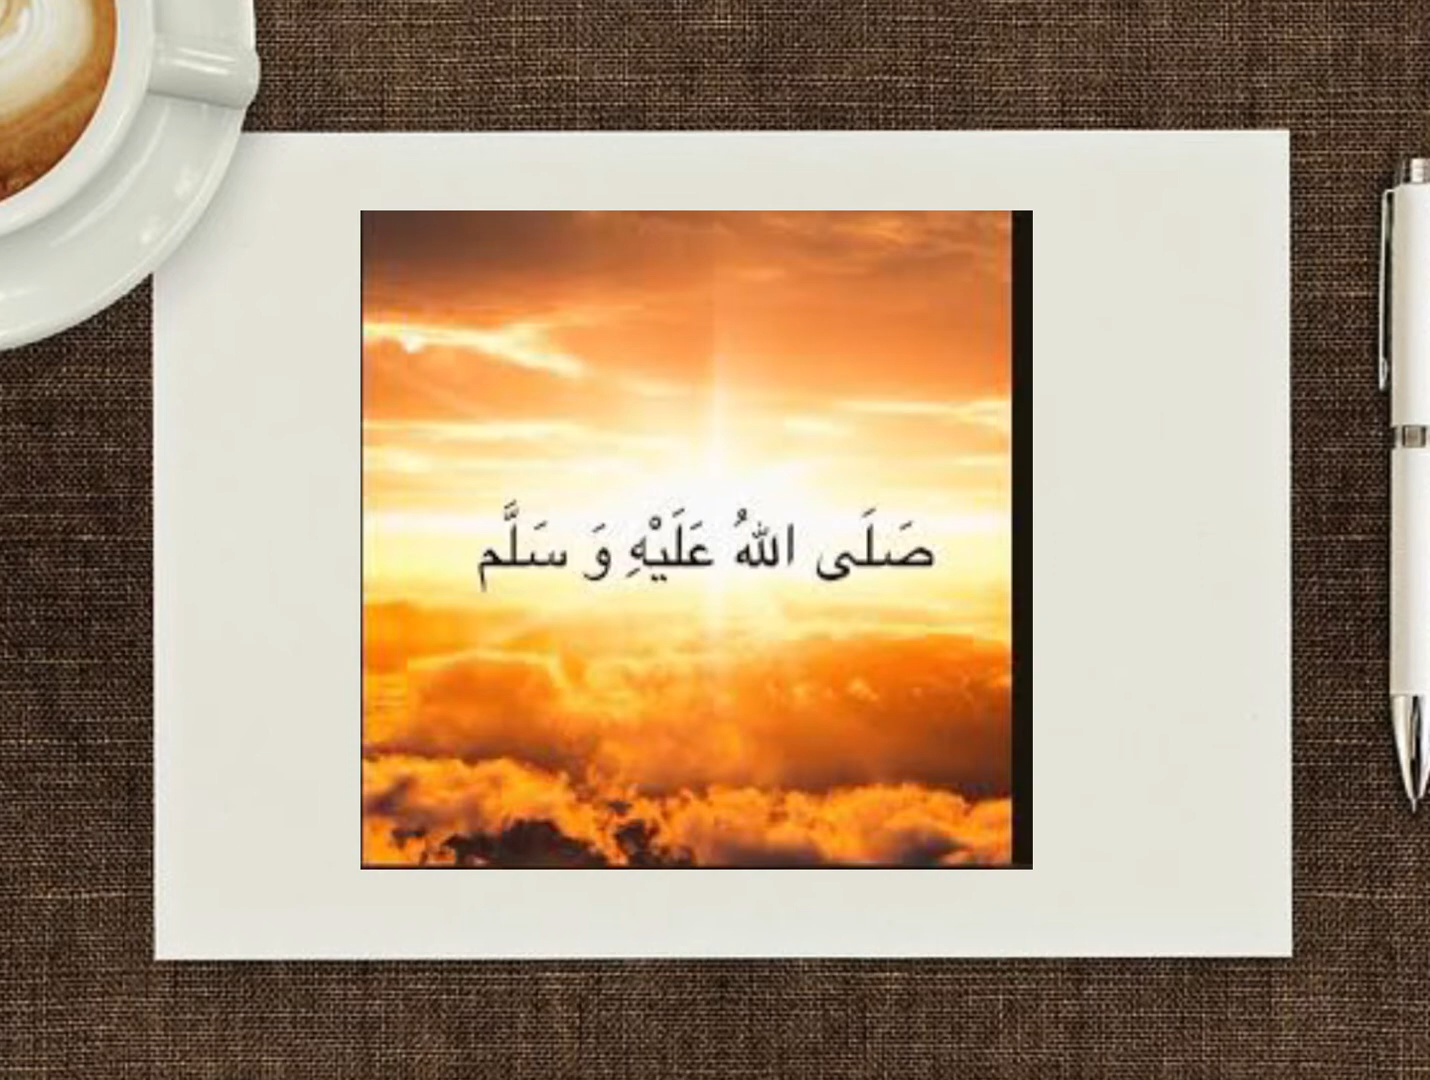 صَلَى اللهُ عَلَيْهِ وَ سَلَّم